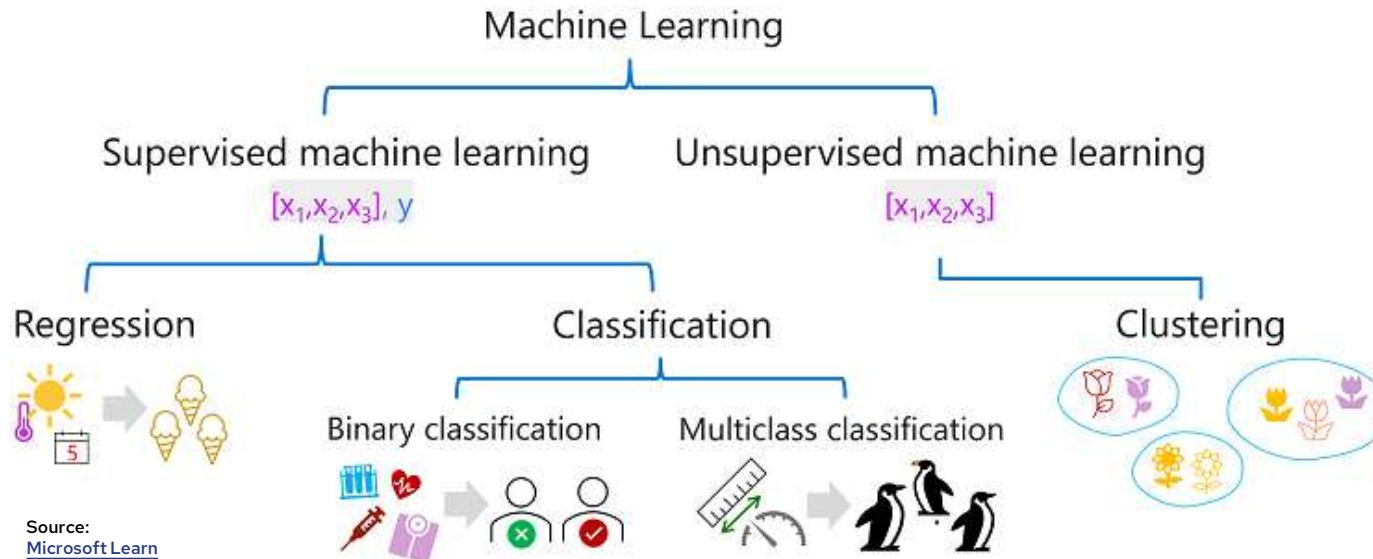 Machine Learning
Supervised machine learning
[x₁,x₂,x₃], y
Unsupervised machine learning
[x₁,x₂,x₃]
Regression
5
Classification
Binary classification
Multiclass classification
Clustering
Source:
Microsoft Learn